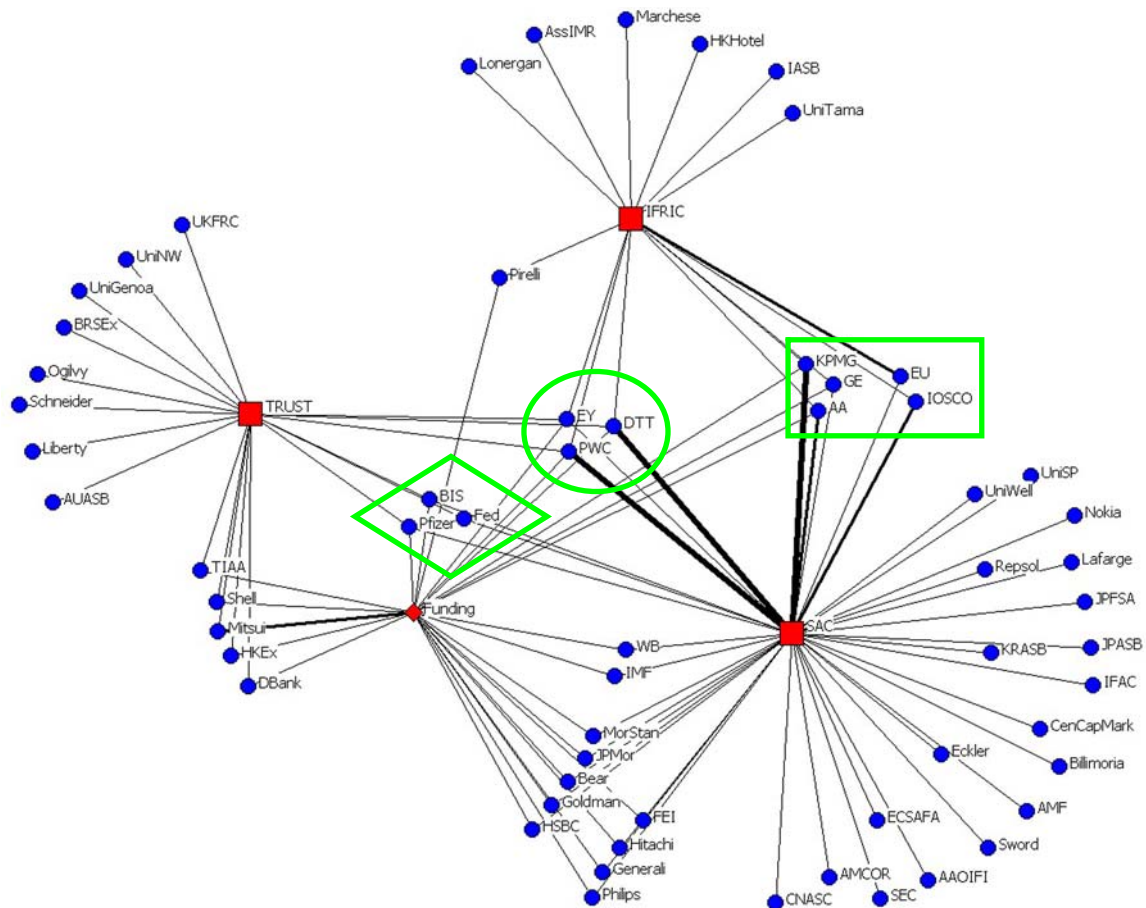 Marchese
AssIMR
HKHotel
Lonergan
IASB
UniTama
IFRIC
UKFRC
UniNW
Pirelli
UniGenoa
BRSEx
KPMG
EU
GE
Ogilvy
IOSCO
Schneider
TRUST
AA
EY
DTT
Liberty
PWC
UniSP
AUASB
BIS
UniWell
Fed
Nokia
Pfizer
Repsol
Lafarge
TIAA
Shell
Funding
JPFSA
Mitsui
SAC
WB
KRASB
JPASB
HKEx
IMF
IFAC
DBank
CenCapMark
MorStan
Eckler
JPMor
Billimoria
Bear
Goldman
AMF
FEI
ECSAFA
HSBC
Hitachi
Sword
Generali
AMCOR
AAOIFI
Philips
SEC
CNASC